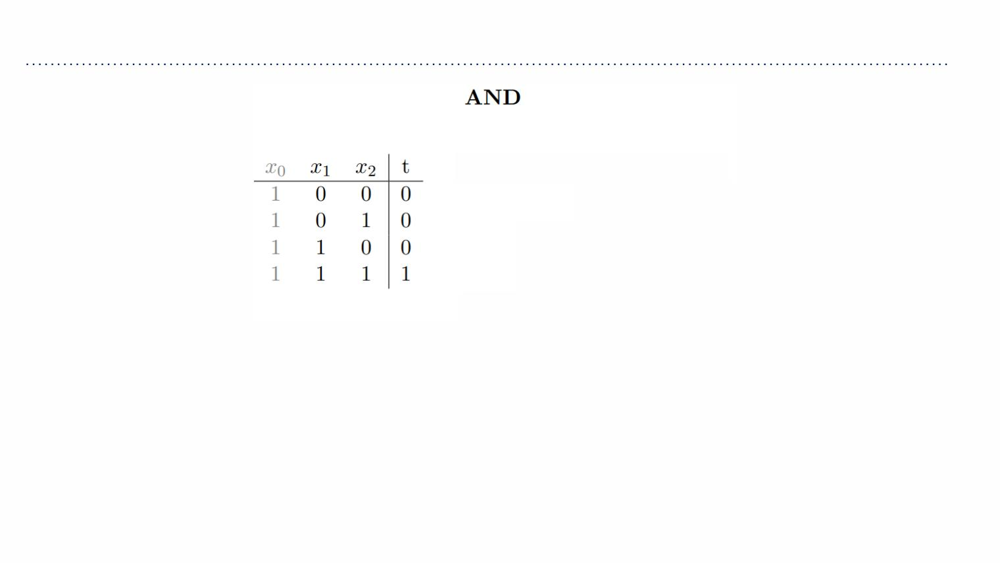 AND
x₀ x₁ x₂ t
1 0 0 0
1 0 1 0
1 1 0 0
1 1 1 1